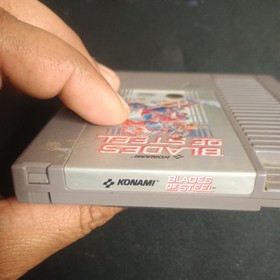 BLADES
OF STEEL
KONAMI
KONAMI
BLADES
OF STEEL